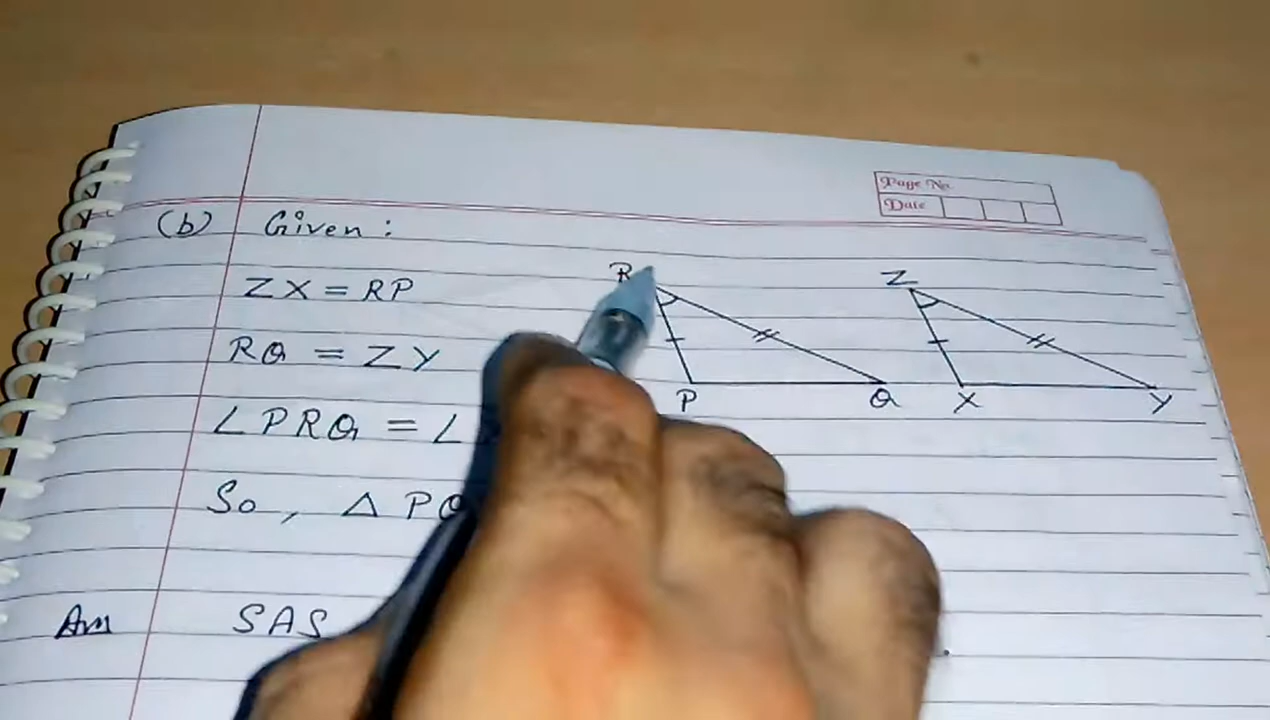 Page No.
Date
(b) Given :
ZX = RP
RQ = ZY
∠PRQ = ∠
So, △ PQ
Ans SAS
R
Z
P
Q
X
Y